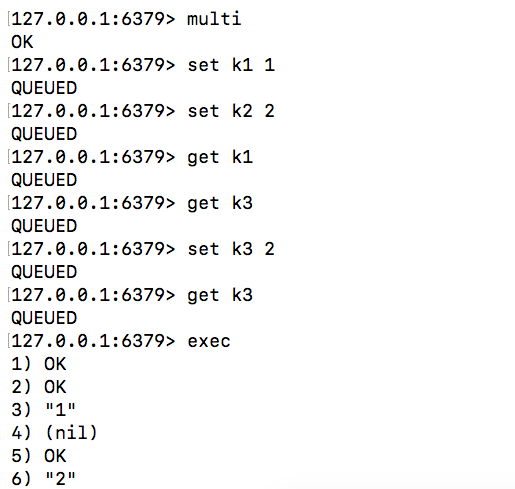 [127.0.0.1:6379> multi
OK
[127.0.0.1:6379> set k1 1
QUEUED
[127.0.0.1:6379> set k2 2
QUEUED
[127.0.0.1:6379> get k1
QUEUED
[127.0.0.1:6379> get k3
QUEUED
[127.0.0.1:6379> set k3 2
QUEUED
[127.0.0.1:6379> get k3
QUEUED
[127.0.0.1:6379> exec
1) OK
2) OK
3) "1"
4) (nil)
5) OK
6) "2"